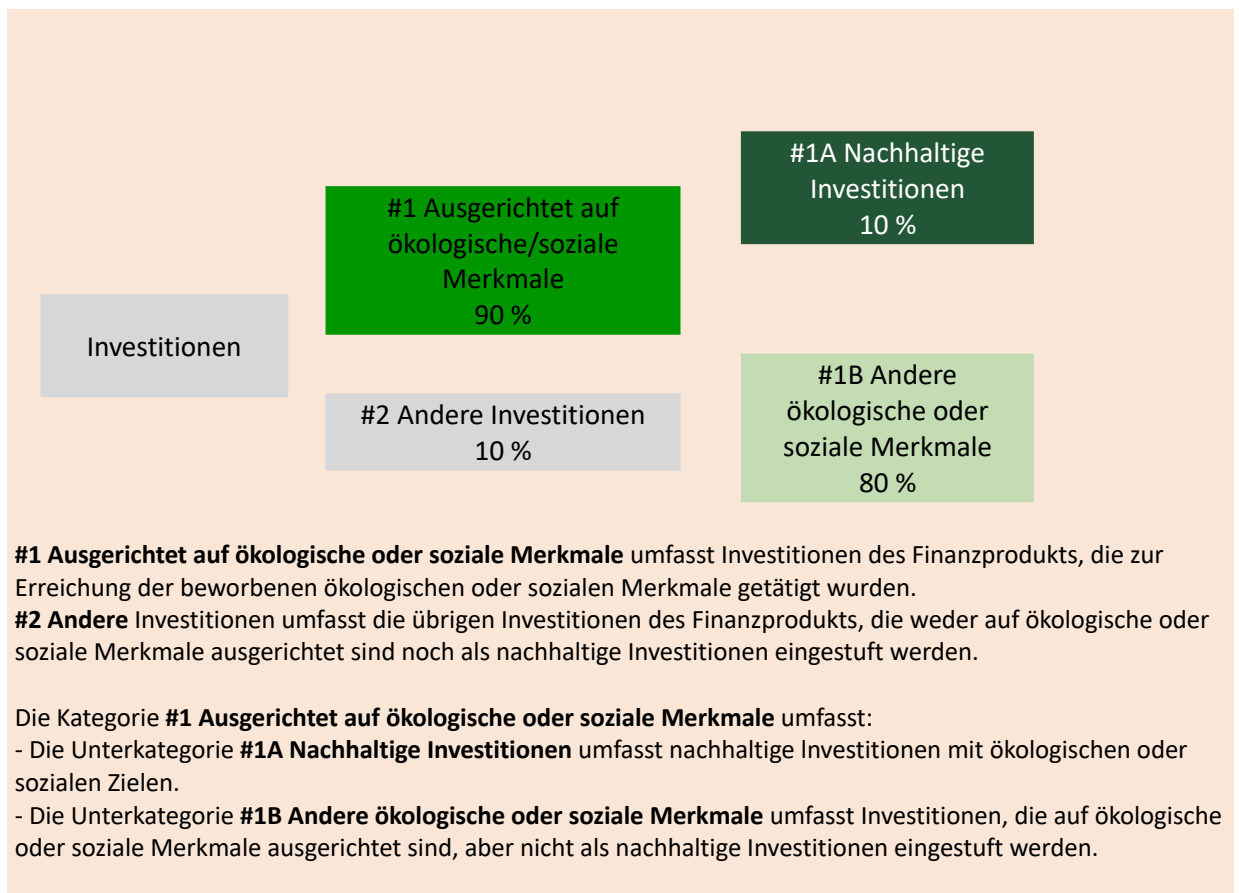 #1A Nachhaltige
Investitionen
10 %
#1 Ausgerichtet auf
ökologische/soziale
Merkmale
90 %
Investitionen
#1B Andere
ökologische oder
soziale Merkmale
80 %
#2 Andere Investitionen
10 %
#1 Ausgerichtet auf ökologische oder soziale Merkmale umfasst Investitionen des Finanzprodukts, die zur
Erreichung der beworbenen ökologischen oder sozialen Merkmale getätigt wurden.
#2 Andere Investitionen umfasst die übrigen Investitionen des Finanzprodukts, die weder auf ökologische oder
soziale Merkmale ausgerichtet sind noch als nachhaltige Investitionen eingestuft werden.
Die Kategorie #1 Ausgerichtet auf ökologische oder soziale Merkmale umfasst:
- Die Unterkategorie #1A Nachhaltige Investitionen umfasst nachhaltige Investitionen mit ökologischen oder
sozialen Zielen.
- Die Unterkategorie #1B Andere ökologische oder soziale Merkmale umfasst Investitionen, die auf ökologische
oder soziale Merkmale ausgerichtet sind, aber nicht als nachhaltige Investitionen eingestuft werden.